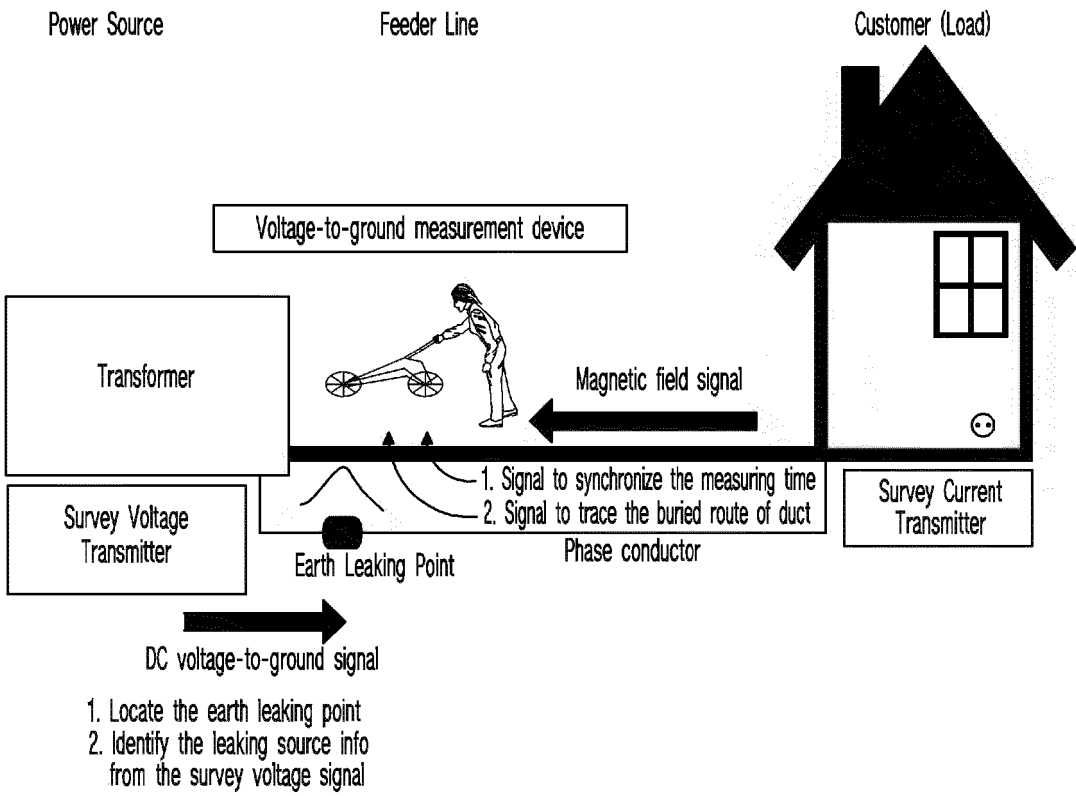 Power Source
Feeder Line
Customer (Load)
Voltage-to-ground measurement device
Transformer
Magnetic field signal
1. Signal to synchronize the measuring time
2. Signal to trace the buried route of duct
Survey Voltage
Transmitter
Survey Current
Transmitter
Phase conductor
Earth Leaking Point
DC voltage-to-ground signal
1. Locate the earth leaking point
2. Identify the leaking source info
from the survey voltage signal